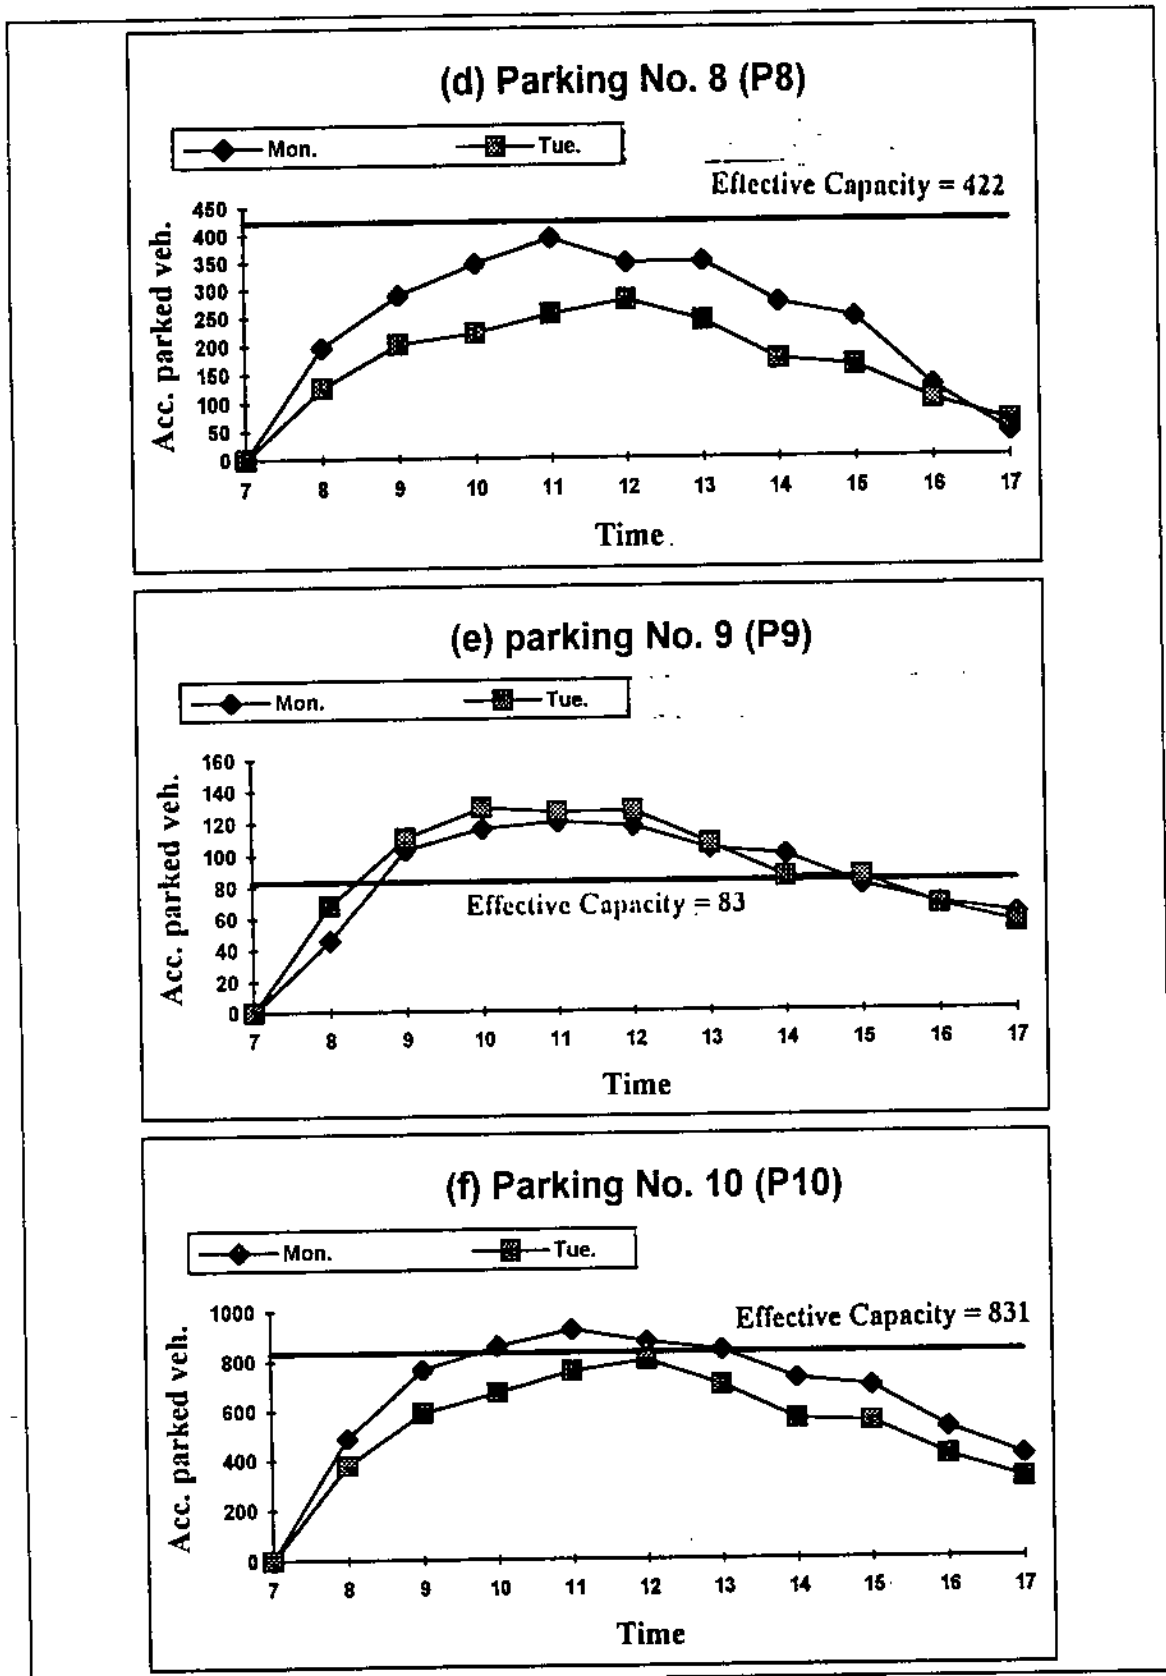 (d) Parking No. 8 (P8)
Mon. Tue.
Effective Capacity = 422
Acc. parked veh.
450
400
350
300
250
200
150
100
50
0
7 8 9 10 11 12 13 14 15 16 17
Time
(e) parking No. 9 (P9)
Mon. Tue.
Acc. parked veh.
160
140
120
100
80
60
40
20
0
Effective Capacity = 83
7 8 9 10 11 12 13 14 15 16 17
Time
(f) Parking No. 10 (P10)
Mon. Tue.
Effective Capacity = 831
Acc. parked veh.
1000
800
600
400
200
0
7 8 9 10 11 12 13 14 15 16 17
Time